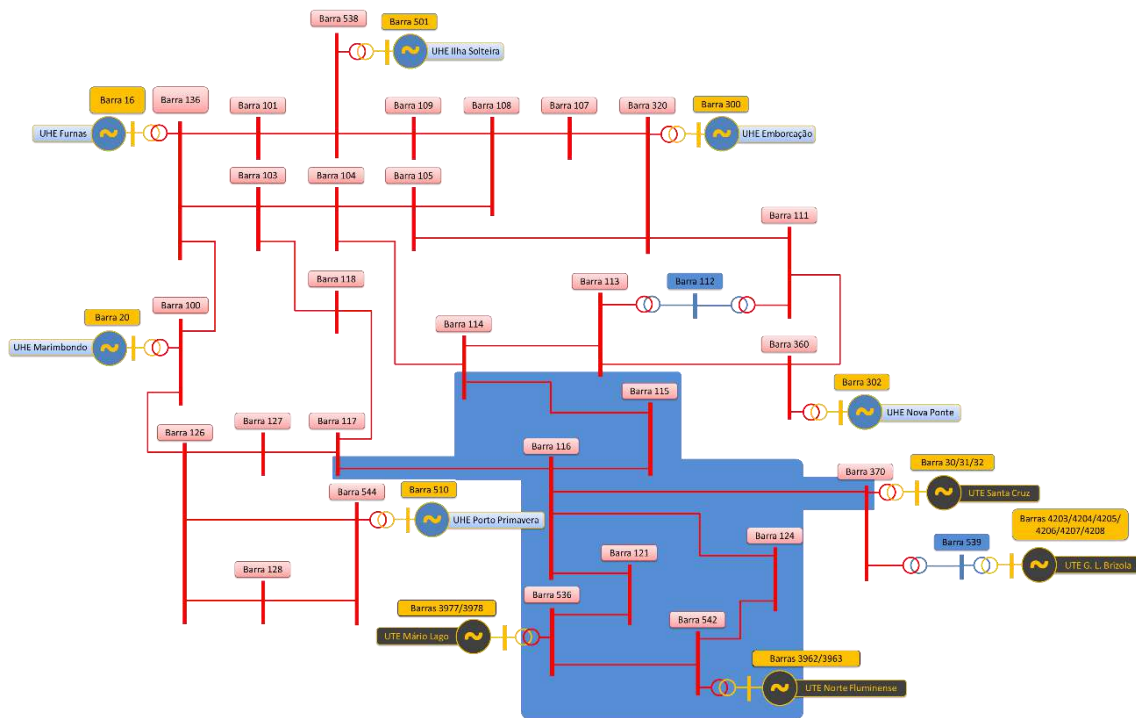 Barra 538
Barra 501
UHE Ilha Solteira
Barra 16
Barra 136
Barra 101
Barra 109
Barra 108
Barra 107
Barra 320
Barra 300
UHE Furnas
UHE Emborcação
Barra 103
Barra 104
Barra 105
Barra 111
Barra 118
Barra 113
Barra 112
Barra 100
Barra 20
Barra 114
UHE Marimbondo
Barra 360
Barra 302
Barra 115
UHE Nova Ponte
Barra 126
Barra 127
Barra 117
Barra 116
Barra 370
Barra 30/31/32
UTE Santa Cruz
Barra 544
Barra 510
UHE Porto Primavera
Barras 4203/4204/4205/
4206/4207/4208
Barra 124
Barra 121
Barra 539
UTE G. L. Brizola
Barra 128
Barra 536
Barras 3977/3978
Barra 542
UTE Mário Lago
Barras 3962/3963
UTE Norte Fluminense